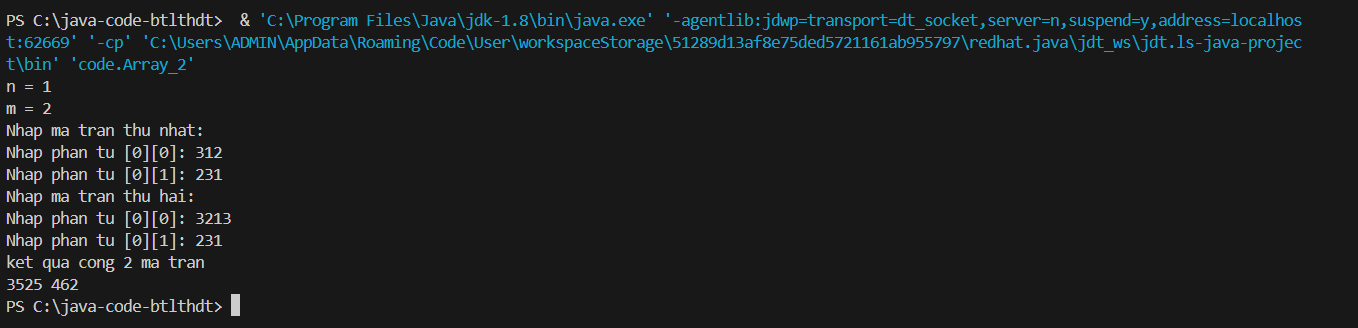 PS C:\java-code-btlthdt>  & 'C:\Program Files\Java\jdk-1.8\bin\java.exe' '-agentlib:jdwp=transport=dt_socket,server=n,suspend=y,address=localhos
t:62669' '-cp' 'C:\Users\ADMIN\AppData\Roaming\Code\User\workspaceStorage\51289d13af8e75ded5721161ab955797\redhat.java\jdt_ws\jdt.ls-java-projec
t\bin' 'code.Array_2'
n = 1
m = 2
Nhap ma tran thu nhat:
Nhap phan tu [0][0]: 312
Nhap phan tu [0][1]: 231
Nhap ma tran thu hai:
Nhap phan tu [0][0]: 3213
Nhap phan tu [0][1]: 231
ket qua cong 2 ma tran
3525 462
PS C:\java-code-btlthdt>